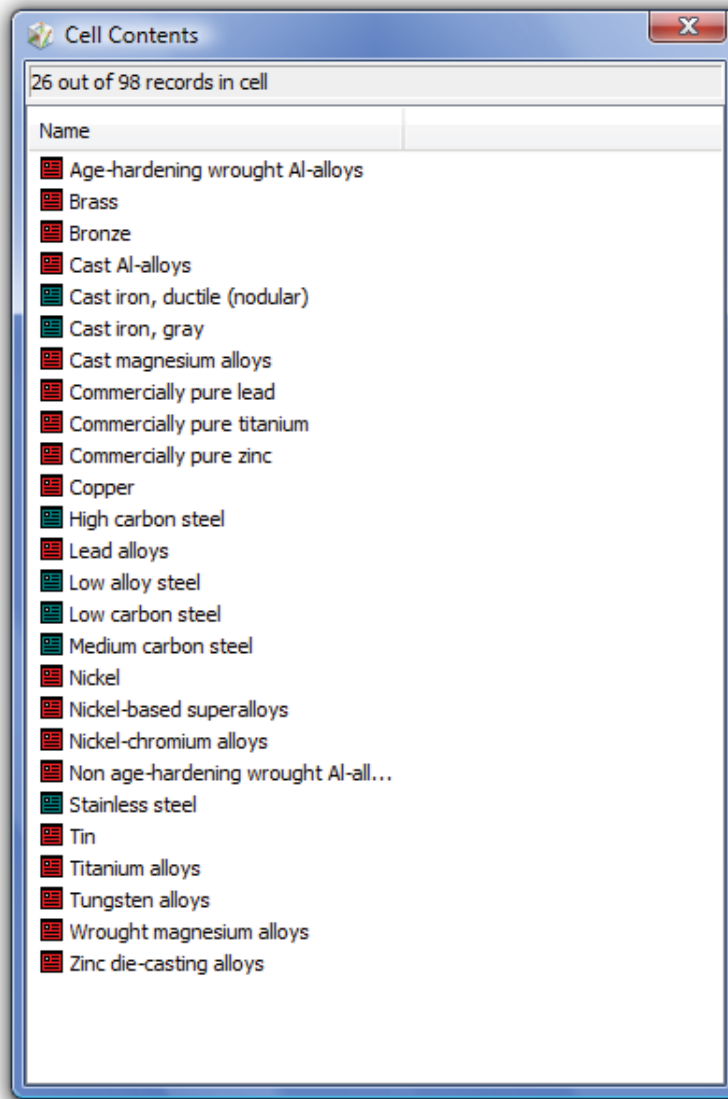 Cell Contents
26 out of 98 records in cell
Name
Age-hardening wrought Al-alloys
Brass
Bronze
Cast Al-alloys
Cast iron, ductile (nodular)
Cast iron, gray
Cast magnesium alloys
Commercially pure lead
Commercially pure titanium
Commercially pure zinc
Copper
High carbon steel
Lead alloys
Low alloy steel
Low carbon steel
Medium carbon steel
Nickel
Nickel-based superalloys
Nickel-chromium alloys
Non age-hardening wrought Al-all...
Stainless steel
Tin
Titanium alloys
Tungsten alloys
Wrought magnesium alloys
Zinc die-casting alloys